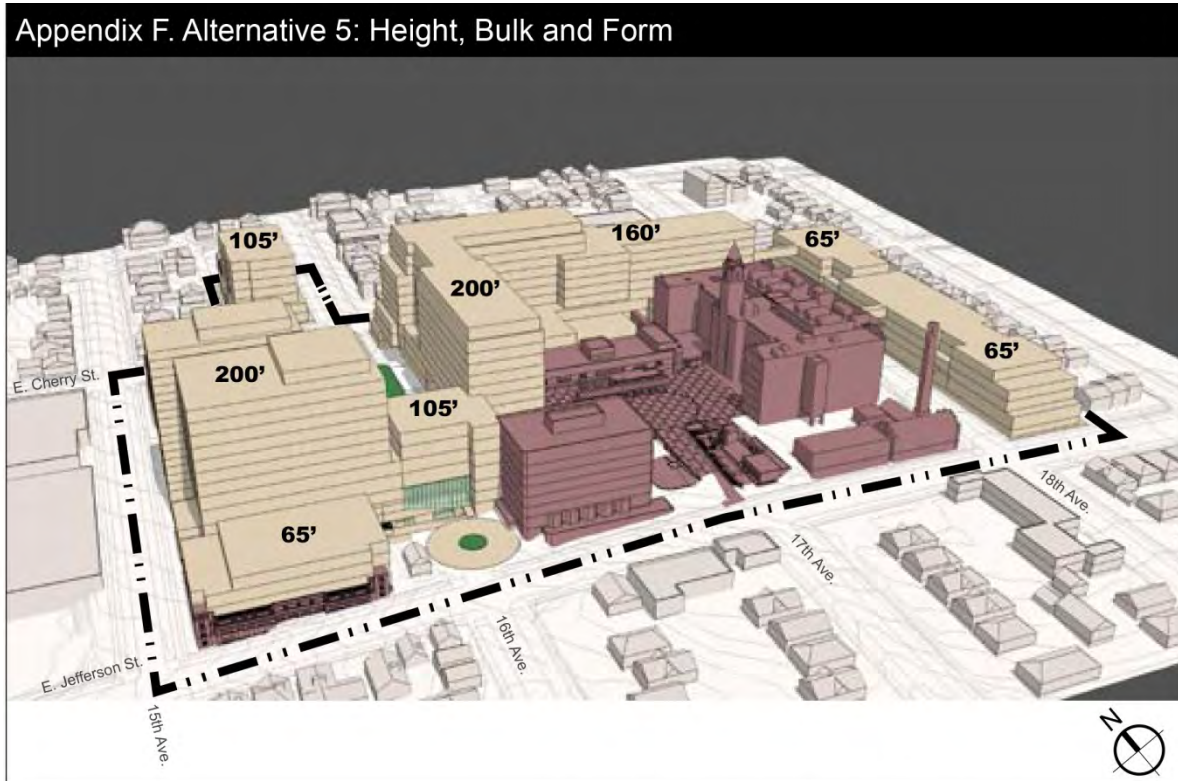 Appendix F. Alternative 5: Height, Bulk and Form
105’
160’
65’
200’
65’
E. Cherry St.
200’
105’
65’
18th Ave.
17th Ave.
16th Ave.
E. Jefferson St.
15th Ave.
N